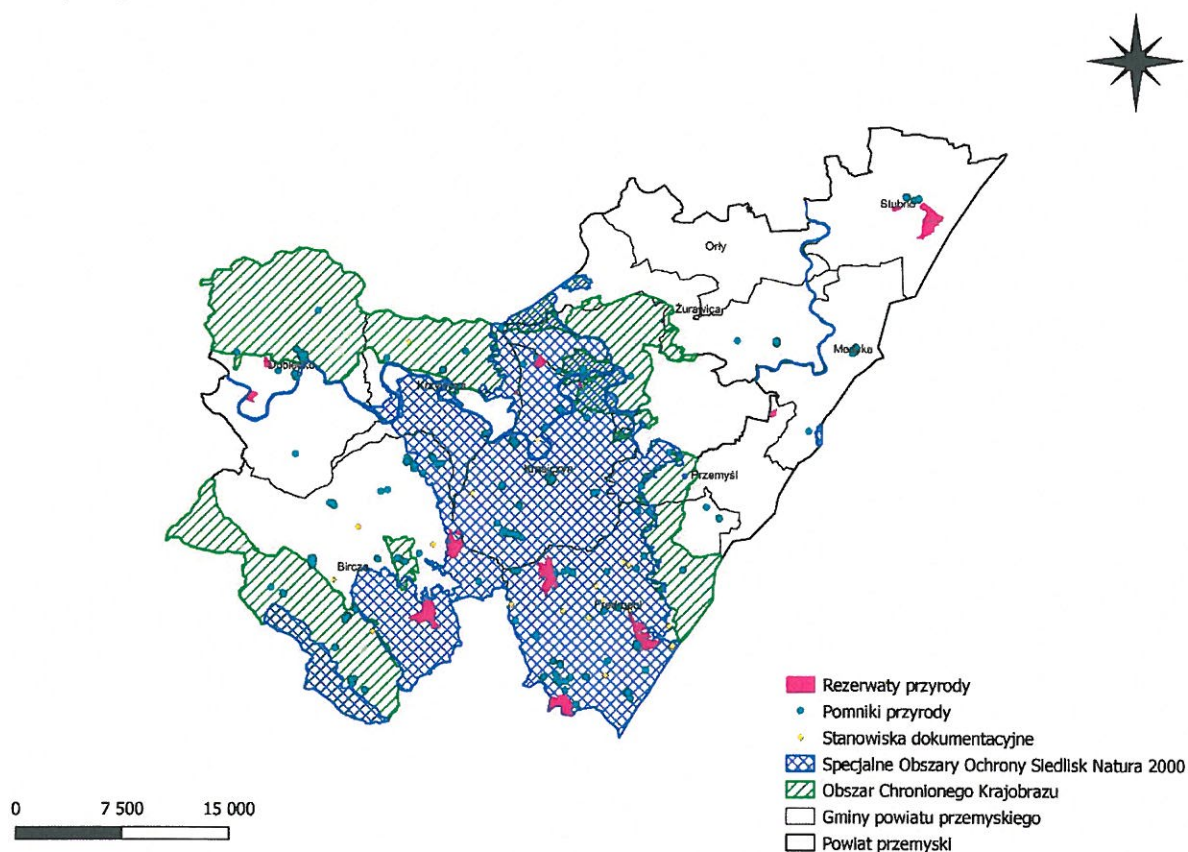 Stubno
Orły
Żurawica
Medyka
Krzywcza
Krasiczyn
Przemyśl
Bircza
Fredropol
Rezerwaty przyrody
Pomniki przyrody
Stanowiska dokumentacyjne
Specjalne Obszary Ochrony Siedlisk Natura 2000
Obszar Chronionego Krajobrazu
Gminy powiatu przemyskiego
Powiat przemyski
0 7 500 15 000